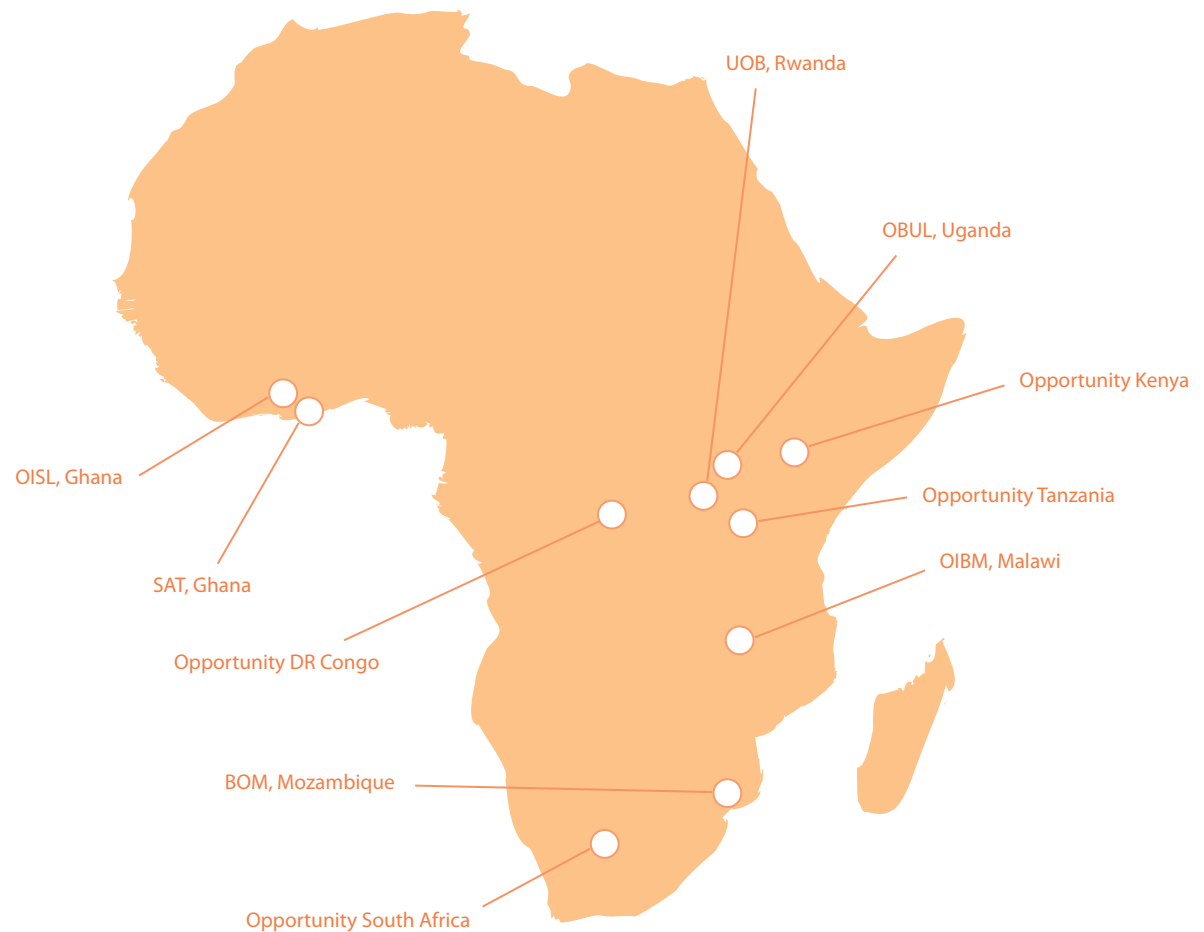 UOB, Rwanda
OBUL, Uganda
Opportunity Kenya
OISL, Ghana
Opportunity Tanzania
OIBM, Malawi
SAT, Ghana
Opportunity DR Congo
BOM, Mozambique
Opportunity South Africa